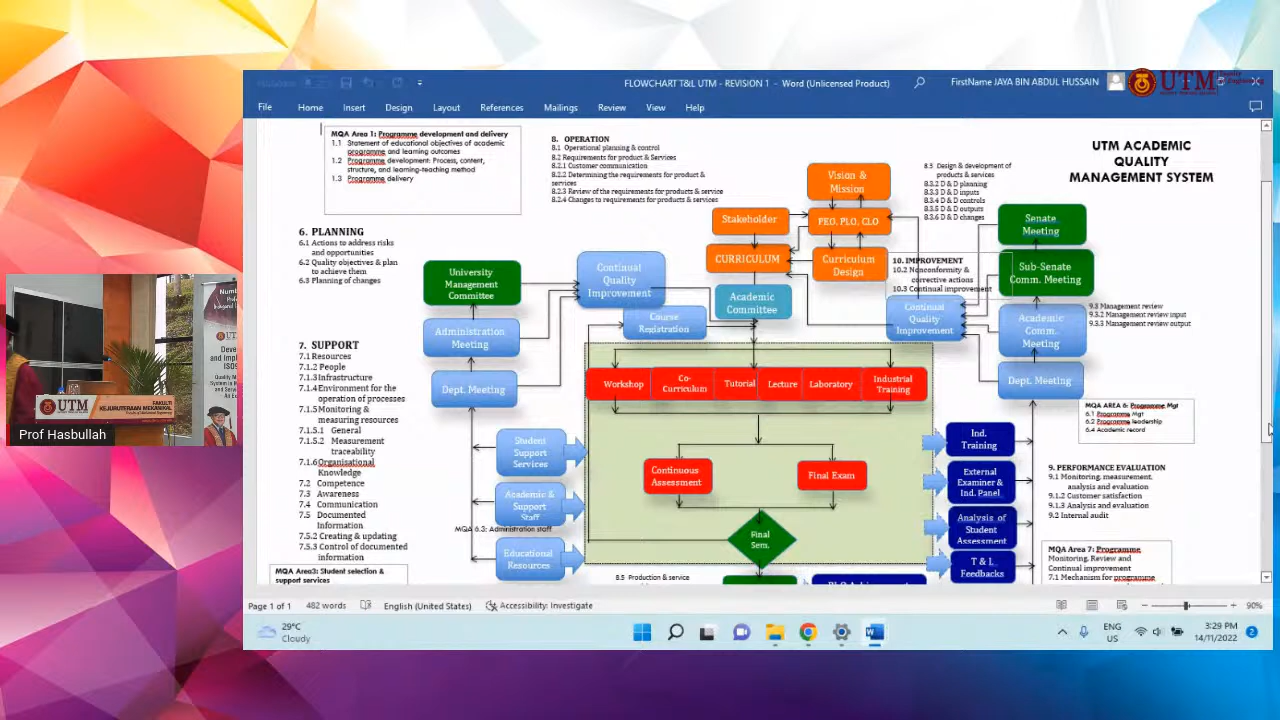 FLOWCHART T&L UTM - REVISION 1 - Word (Unlicensed Product)
FirstName JAYA BIN ABDUL HUSSAIN
UTM
File Home Insert Design Layout References Mailings Review View Help
MQA Area 1: Programme development and delivery
1.1 Statement of educational objectives of academic
programme and learning outcomes
1.2 Programme development: Process, content,
structure, and learning-teaching method
1.3 Programme delivery
8. OPERATION
8.1 Operational planning & control
8.2 Requirements for product & Services
8.2.1 Customer communication
8.2.2 Determining the requirements for product &
services
8.2.3 Review of the requirements for products & service
8.2.4 Changes to requirements for products & services
Vision &
Mission
8.3 Design & development of
products & services
8.3.2 D & D planning
8.3.3 D & D inputs
8.3.4 D & D controls
8.3.5 D & D outputs
8.3.6 D & D changes
UTM ACADEMIC
QUALITY
MANAGEMENT SYSTEM
Stakeholder
PEO, PLO, CLO
Senate
Meeting
6. PLANNING
6.1 Actions to address risks
and opportunities
6.2 Quality objectives & plan
to achieve them
6.3 Planning of changes
University
Management
Committee
Continual
Quality
Improvement
CURRICULUM
Curriculum
Design
10. IMPROVEMENT
10.2 Nonconformity &
corrective actions
10.3 Continual improvement
Sub-Senate
Comm. Meeting
Academic
Committee
Administration
Meeting
Course
Registration
Continual
Quality
Improvement
Academic
Comm.
Meeting
9.3 Management review
9.3.2 Management review input
9.3.3 Management review output
7. SUPPORT
7.1 Resources
7.1.2 People
7.1.3 Infrastructure
7.1.4 Environment for the
operation of processes
7.1.5 Monitoring &
measuring resources
7.1.5.1 General
7.1.5.2 Measurement
traceability
7.1.6 Organisational
Knowledge
7.2 Competence
7.3 Awareness
7.4 Communication
7.5 Documented
Information
7.5.2 Creating & updating
7.5.3 Control of documented
information
Dept. Meeting
Workshop
Co-
Curriculum
Tutorial
Lecture
Laboratory
Industrial
Training
Dept. Meeting
MQA AREA 6: Programme Mgt
6.1 Programme Mgt
6.2 Programme leadership
6.4 Academic record
Student
Support
Services
Academic &
Support
Staff
MQA 6.3: Administration staff
Educational
Resources
Continuous
Assessment
Final Exam
Final
Sem.
Ind.
Training
External
Examiner &
Ind. Panel
Analysis of
Student
Assessment
T & L
Feedbacks
9. PERFORMANCE EVALUATION
9.1 Monitoring, measurement,
analysis and evaluation
9.1.2 Customer satisfaction
9.1.3 Analysis and evaluation
9.2 Internal audit
MQA Area 7: Programme
Monitoring, Review and
Continual improvement
7.1 Mechanism for programme
MQA Area3: Student selection &
support services
8.5 Production & service
Page 1 of 1 482 words English (United States) Accessibility: Investigate 90%
29°C
Cloudy
ENG
US
3:29 PM
14/11/2022
2
UTM
FAKULTI
KEJURUTERAAN MEKANIKAL
Prof Hasbullah